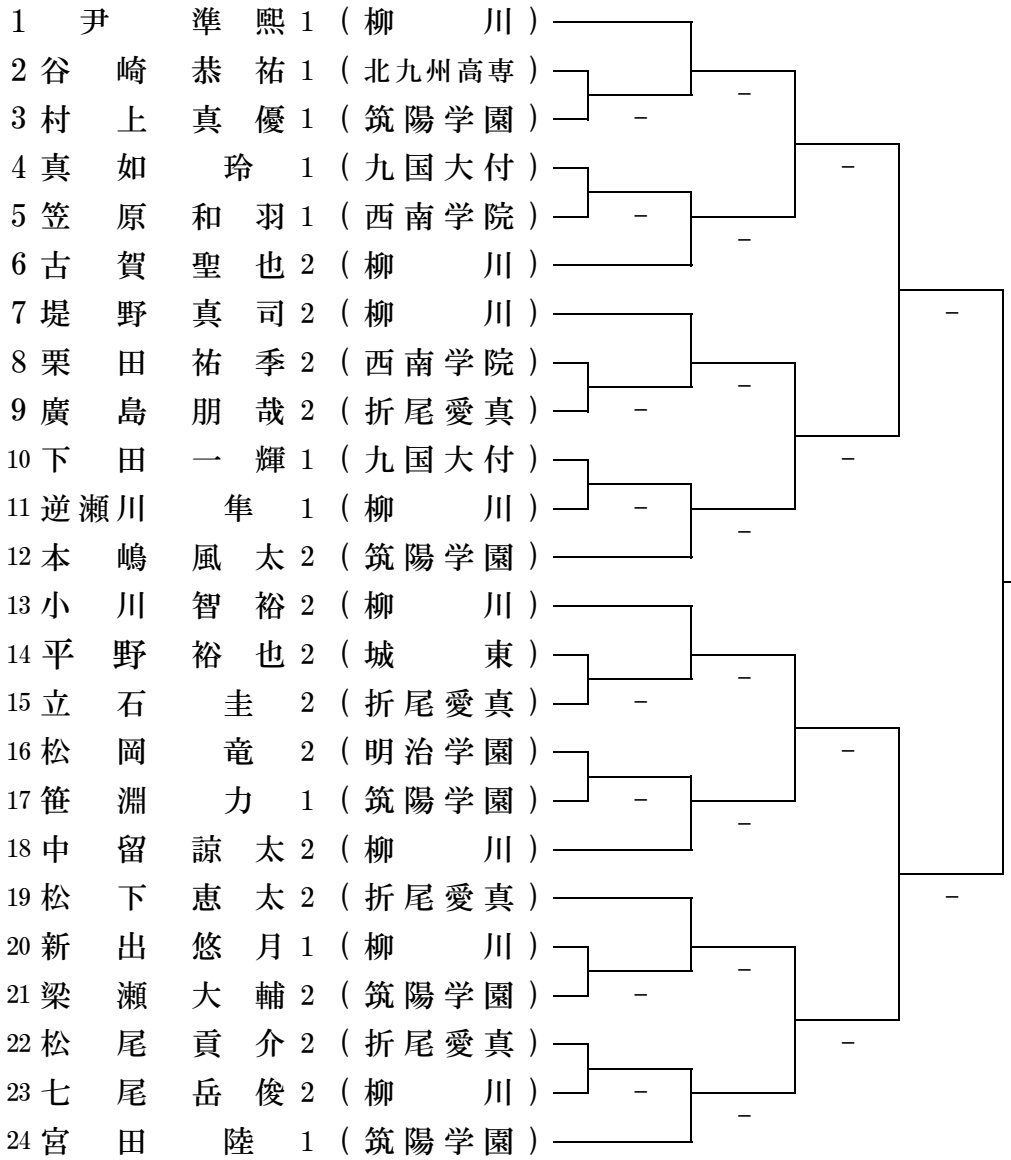 1 尹 準熙 1 (柳川)
2 谷崎恭祐 1 (北九州高専)
–
3 村上真優 1 (筑陽学園)
–
4 真如玲 1 (九国大付)
–
5 笠原和羽 1 (西南学院)
–
–
6 古賀聖也 2 (柳川)
7 堤野真司 2 (柳川)
–
8 栗田祐季 2 (西南学院)
–
9 廣島朋哉 2 (折尾愛真)
–
10 下田一輝 1 (九国大付)
–
11 逆瀬川隼 1 (柳川)
–
–
12 本嶋風太 2 (筑陽学園)
13 小川智裕 2 (柳川)
14 平野裕也 2 (城東)
–
15 立石圭 2 (折尾愛真)
–
16 松岡竜 2 (明治学園)
–
17 笹淵力 1 (筑陽学園)
–
–
18 中留諒太 2 (柳川)
19 松下恵太 2 (折尾愛真)
–
20 新出悠月 1 (柳川)
–
21 梁瀬大輔 2 (筑陽学園)
–
22 松尾貢介 2 (折尾愛真)
–
23 七尾岳俊 2 (柳川)
–
–
24 宮田陸 1 (筑陽学園)